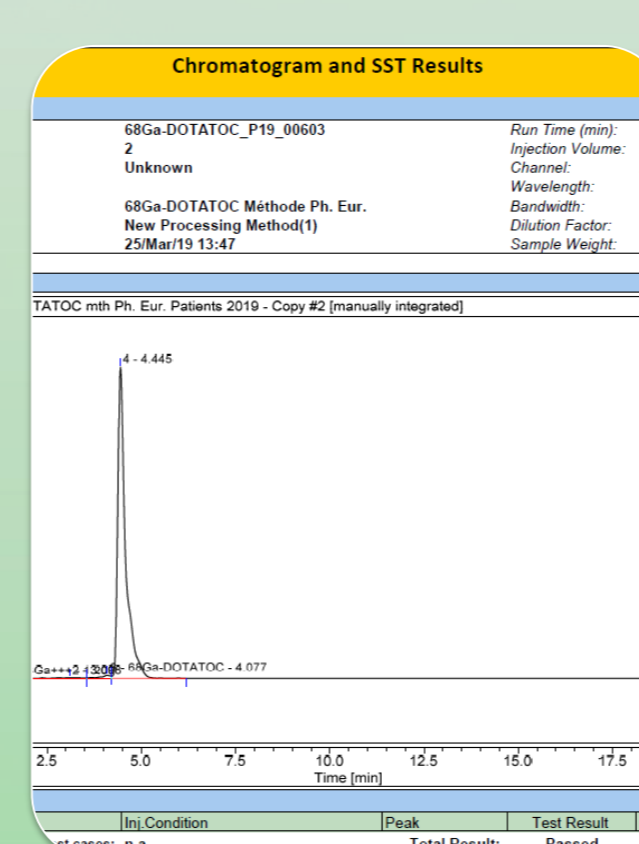 Chromatogram and SST Results
68Ga-DOTATOC_P19_00603 Run Time (min):
2 Injection Volume:
Unknown Channel:
Wavelength:
68Ga-DOTATOC Méthode Ph. Eur. Bandwidth:
New Processing Method(1) Dilution Factor:
25/Mar/19 13:47 Sample Weight:
TATOC mth Ph. Eur. Patients 2019 - Copy #2 [manually integrated]
4 - 4.445
68Ga-DOTATOC - 4.077
2.5 5.0 7.5 10.0 12.5 15.0 17.5
Time [min]
Inj.Condition Peak Test Result
st cases: n.a. Total Result: Passed